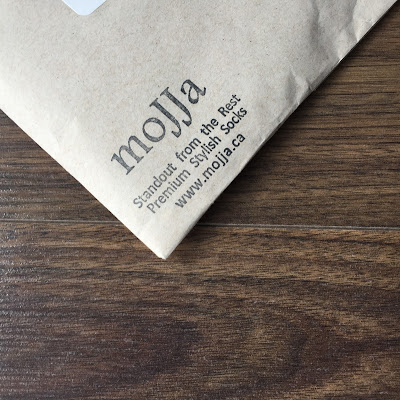 moJJa
Standout from the Rest
Premium Stylish Socks
www.mojja.ca